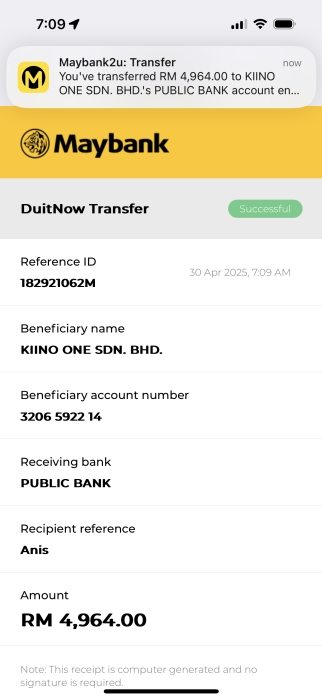 7:09
Maybank2u: Transfer
now
You've transferred RM 4,964.00 to KIINO
ONE SDN. BHD.'s PUBLIC BANK account en...
Maybank
DuitNow Transfer
Successful
Reference ID
182921062M
30 Apr 2025, 7:09 AM
Beneficiary name
KIINO ONE SDN. BHD.
Beneficiary account number
3206 5922 14
Receiving bank
PUBLIC BANK
Recipient reference
Anis
Amount
RM 4,964.00
Note: This receipt is computer generated and no
signature is required.